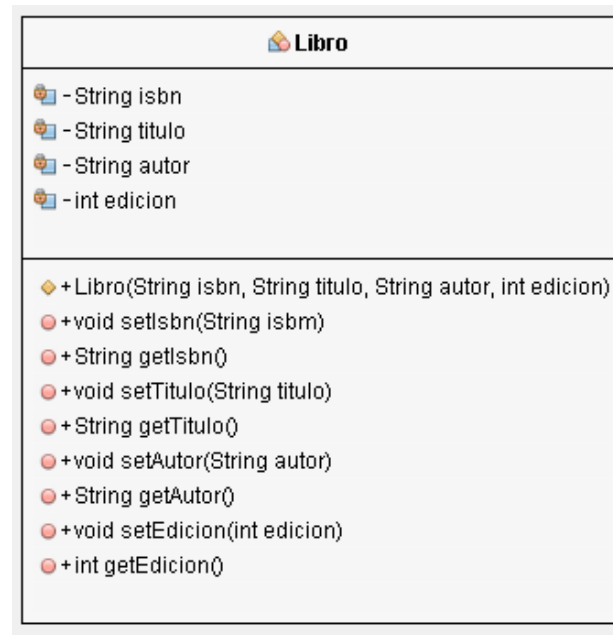 Libro
- String isbn
- String titulo
- String autor
- int edicion
+ Libro(String isbn, String titulo, String autor, int edicion)
+ void setIsbn(String isbm)
+ String getIsbn()
+ void setTitulo(String titulo)
+ String getTitulo()
+ void setAutor(String autor)
+ String getAutor()
+ void setEdicion(int edicion)
+ int getEdicion()